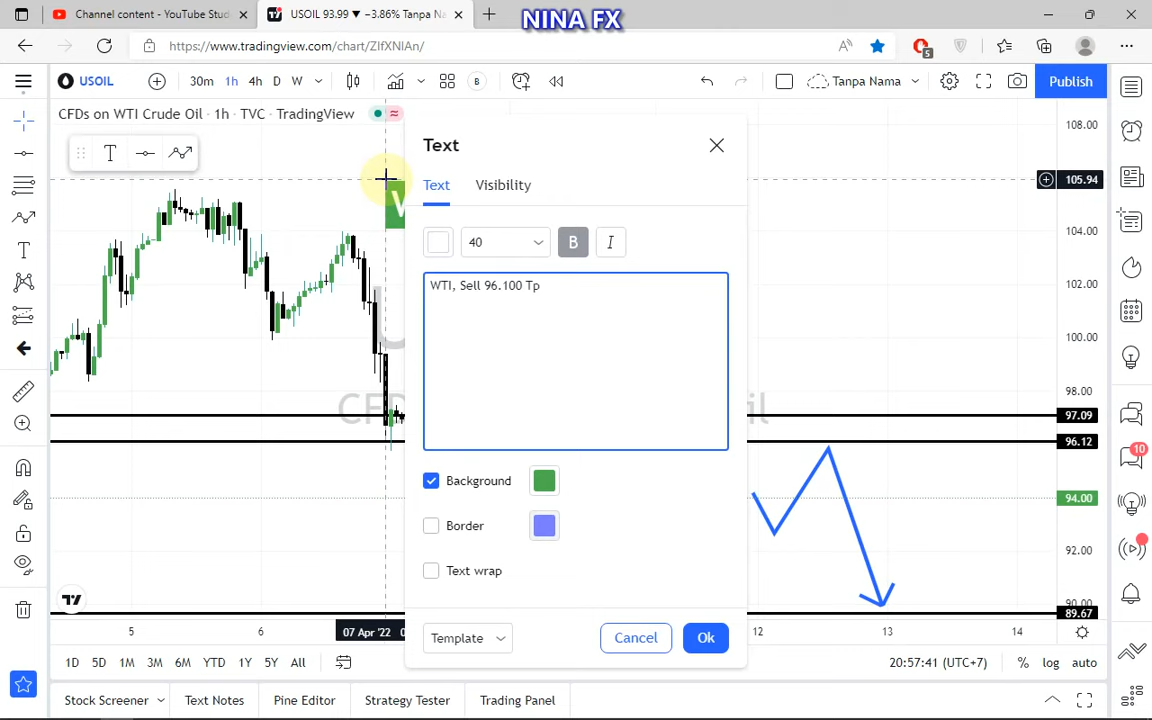 Channel content - YouTube Stud
USOIL 93.99 ▼ −3.86% Tanpa Na
NINA FX
https://www.tradingview.com/chart/ZIfXNIAn/
5
USOIL
30m 1h 4h D W
B
Tanpa Nama
Publish
CFDs on WTI Crude Oil · 1h · TVC · TradingView
T
Text
Text Visibility
40 B I
WTI, Sell 96.100 Tp
Background
Border
Text wrap
Template
Cancel Ok
108.00
105.94
104.00
102.00
100.00
98.00
97.09
96.12
94.00
92.00
90.00
89.67
10
5 6 07 Apr '22 12 13 14
1D 5D 1M 3M 6M YTD 1Y 5Y All
20:57:41 (UTC+7) % log auto
Stock Screener Text Notes Pine Editor Strategy Tester Trading Panel